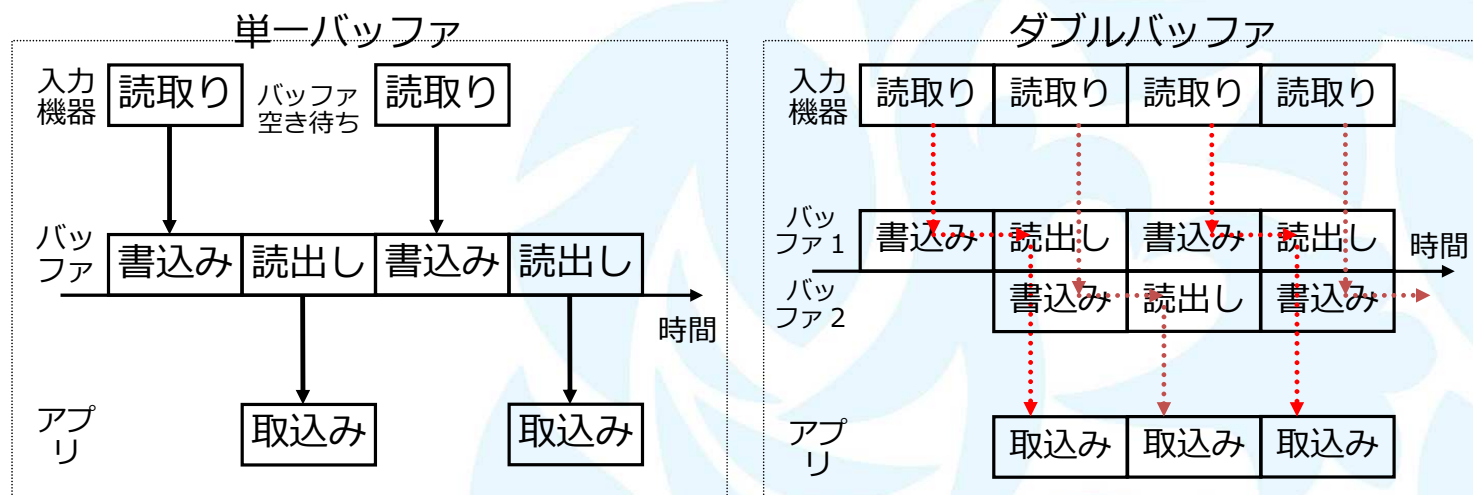 単一バッファ
入力
機器
読取り
バッファ
空き待ち
読取り
バッ
ファ
書込み
読出し
書込み
読出し
時間
アプ
リ
取込み
取込み
ダブルバッファ
入力
機器
読取り
読取り
読取り
読取り
バッ
ファ1
書込み
読出し
書込み
読出し
時間
バッ
ファ2
書込み
読出し
書込み
アプ
リ
取込み
取込み
取込み